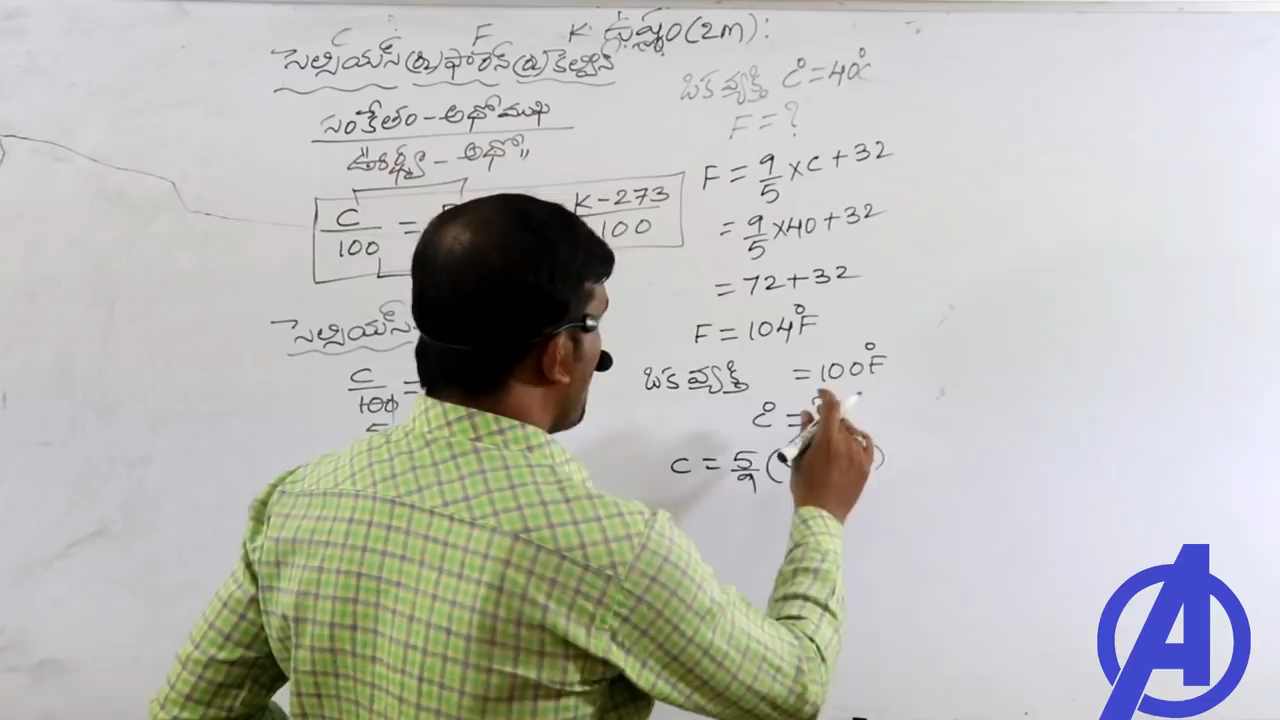 C F K ఉష్ణం (2m):
సెల్సియస్ (ర) ఫారన్ (ర) కెల్విన్
సంకేతం - అధోముఖి
ఊర్ధ్వ - అధో,,
C/100 = K-273/100
సెల్సియస్-
C/100 =
ఒక వ్యక్తి C° = 40°C
F = ?
F = 9/5 × C + 32
= 9/5 × 40 + 32
= 72 + 32
F = 104°F
ఒక వ్యక్తి = 100°F
C° =
C = 5/9 ( )